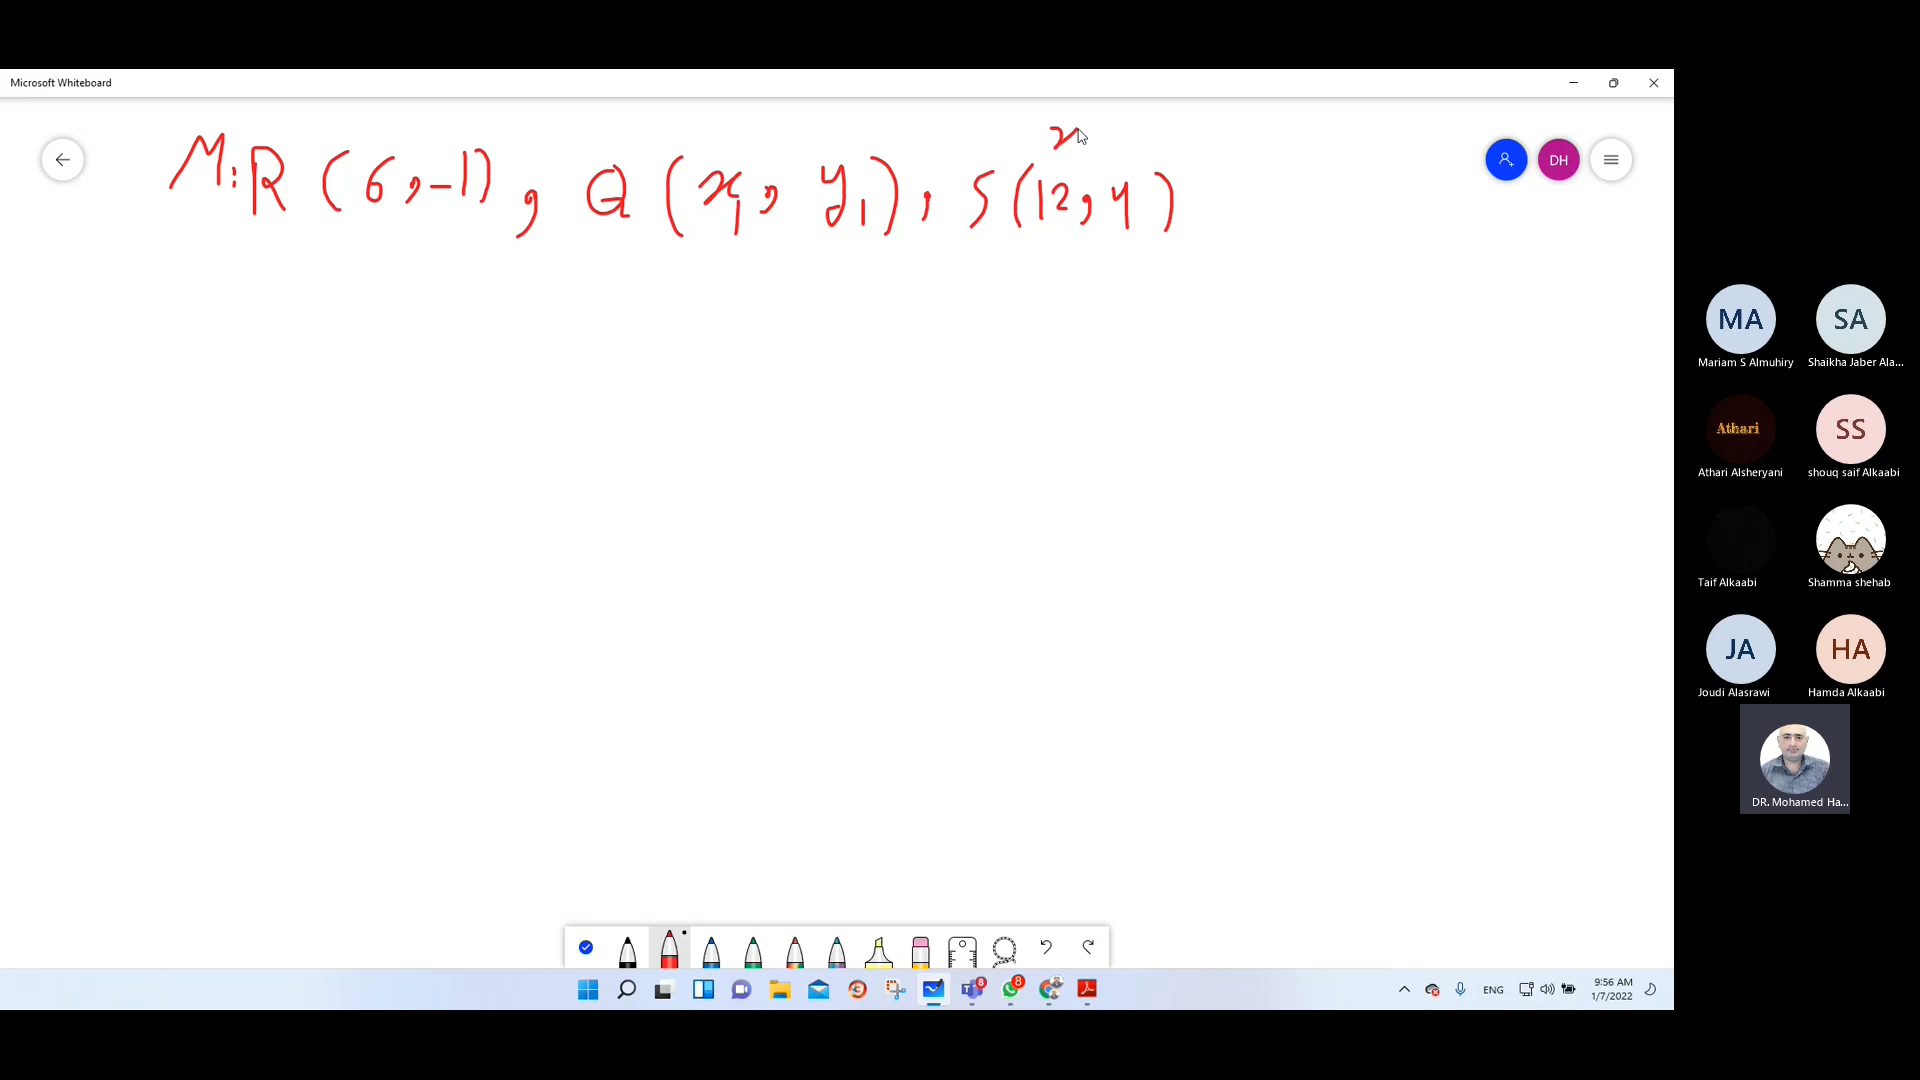 Microsoft Whiteboard
x
M:R (6,-1), Q (x1, y1), S(12,4)
DH
MA
SA
Mariam S Almuhiry
Shaikha Jaber Ala...
Athari
SS
Athari Alsheryani
shouq saif Alkaabi
Taif Alkaabi
Shamma shehab
JA
HA
Joudi Alasrawi
Hamda Alkaabi
DR. Mohamed Ha...
8
8
ENG
9:56 AM
1/7/2022